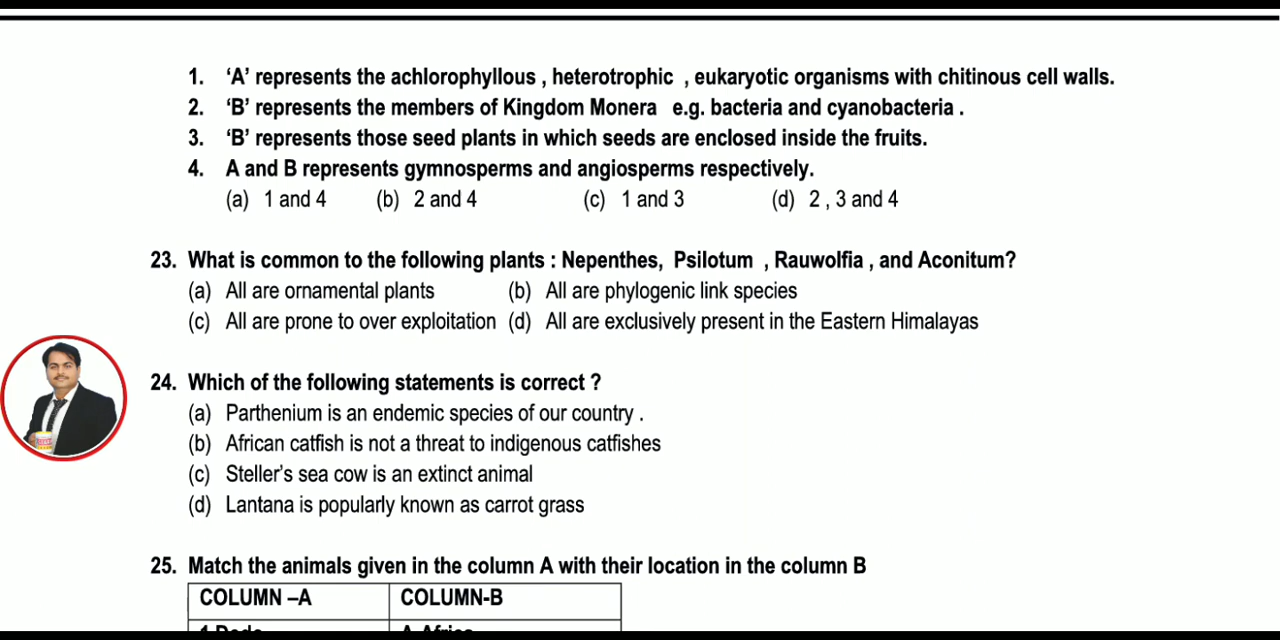 1. ‘A’ represents the achlorophyllous , heterotrophic , eukaryotic organisms with chitinous cell walls.
2. ‘B’ represents the members of Kingdom Monera e.g. bacteria and cyanobacteria .
3. ‘B’ represents those seed plants in which seeds are enclosed inside the fruits.
4. A and B represents gymnosperms and angiosperms respectively.
(a) 1 and 4 (b) 2 and 4 (c) 1 and 3 (d) 2 , 3 and 4
23. What is common to the following plants : Nepenthes, Psilotum , Rauwolfia , and Aconitum?
(a) All are ornamental plants (b) All are phylogenic link species
(c) All are prone to over exploitation (d) All are exclusively present in the Eastern Himalayas
24. Which of the following statements is correct ?
(a) Parthenium is an endemic species of our country .
(b) African catfish is not a threat to indigenous catfishes
(c) Steller’s sea cow is an extinct animal
(d) Lantana is popularly known as carrot grass
25. Match the animals given in the column A with their location in the column B
COLUMN –A COLUMN-B